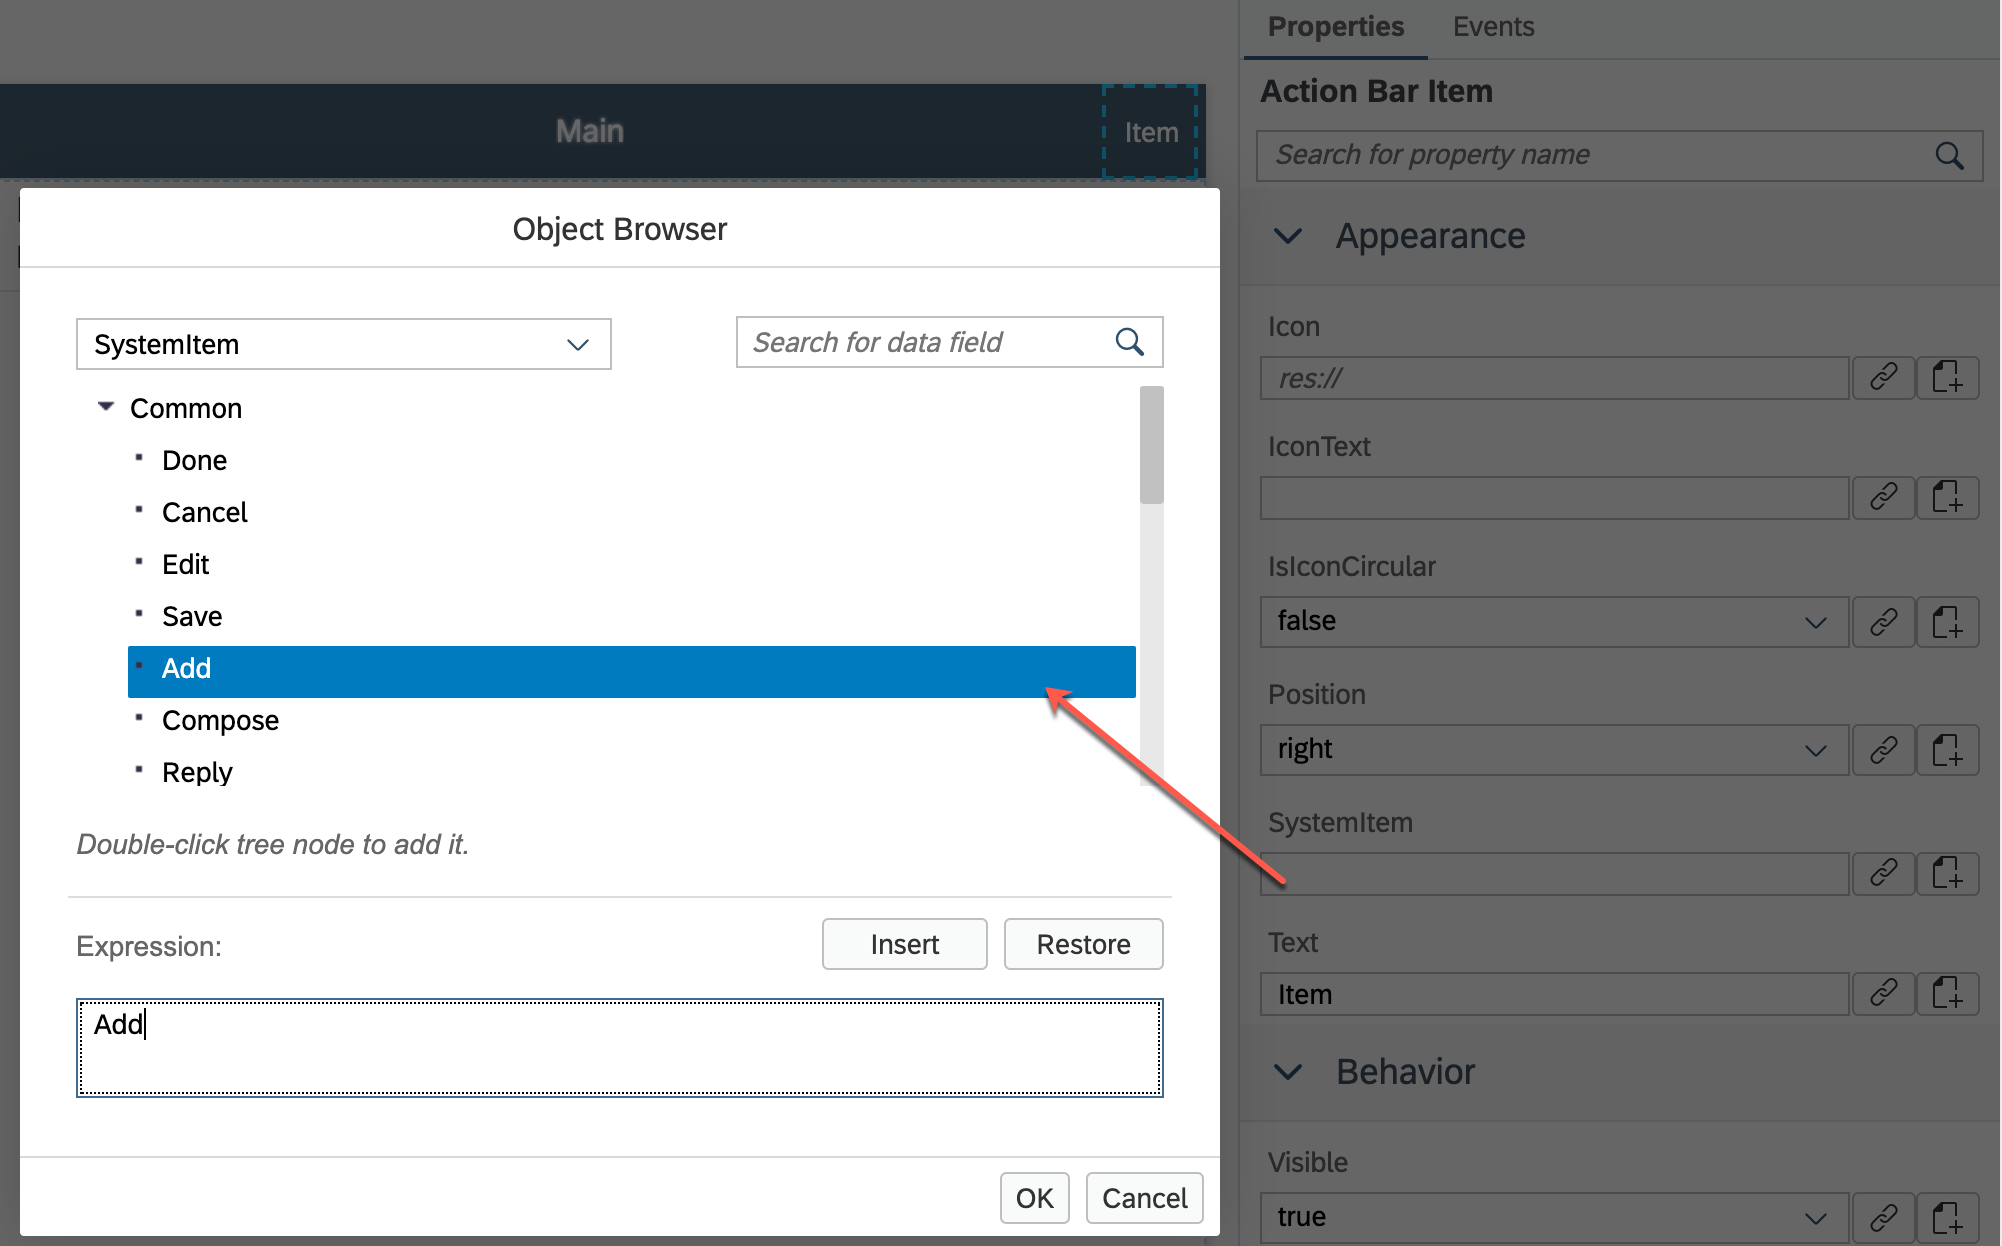 Main
Item
Object Browser
SystemItem
Search for data field
Common
Done
Cancel
Edit
Save
Add
Compose
Reply
Double-click tree node to add it.
Expression:
Insert
Restore
Add
OK
Cancel
Properties
Events
Action Bar Item
Search for property name
Appearance
Icon
res://
IconText
IsIconCircular
false
Position
right
SystemItem
Text
Item
Behavior
Visible
true